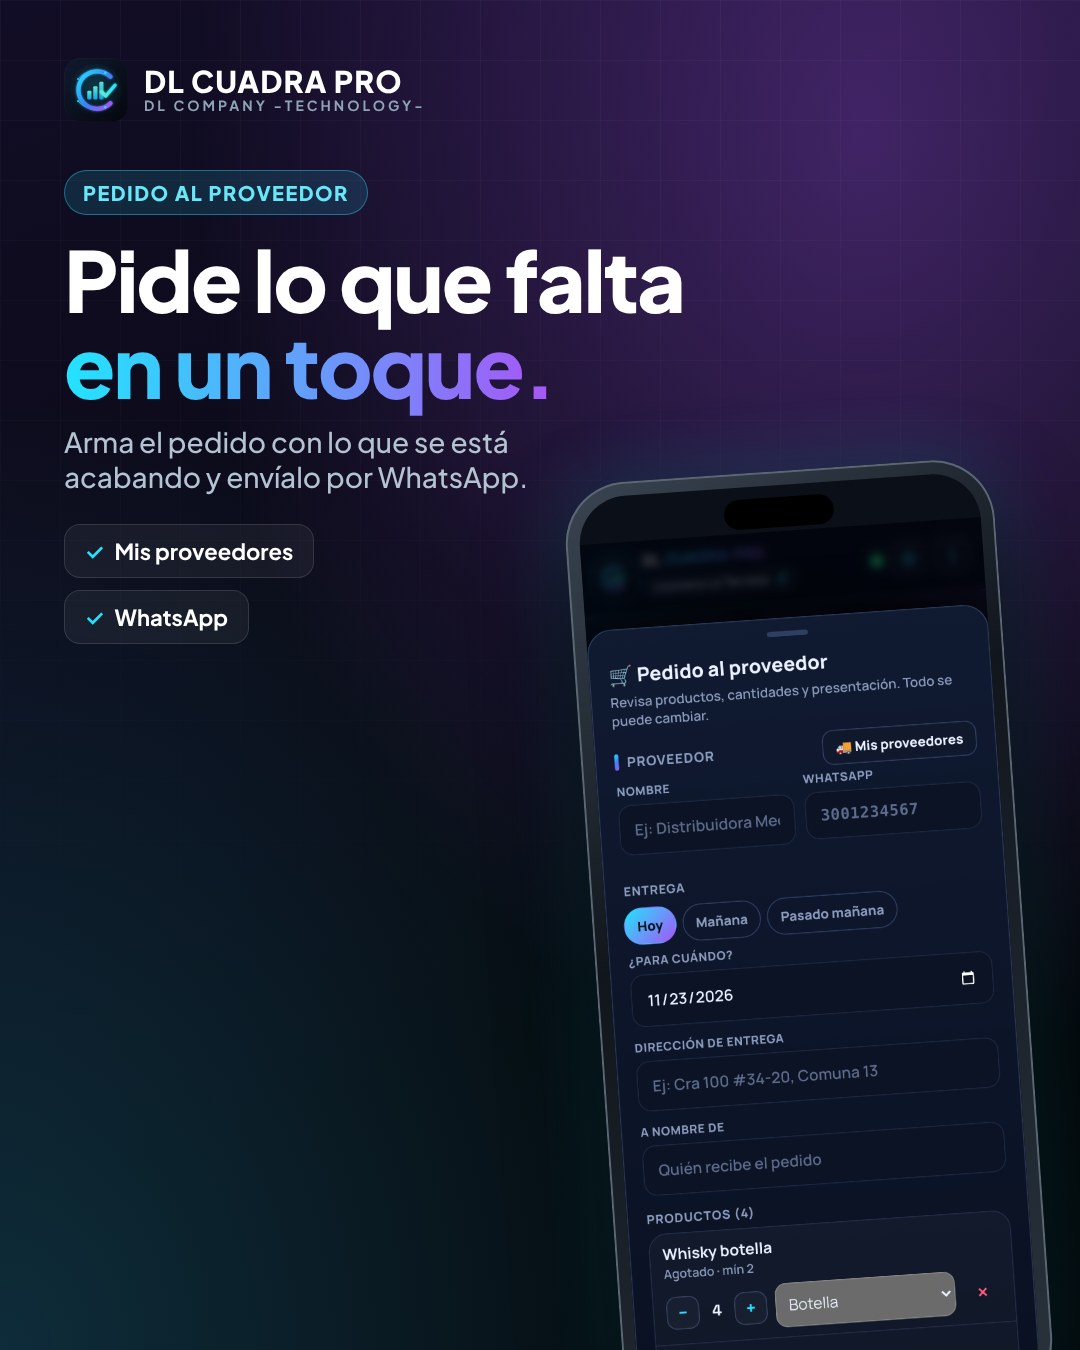 DL CUADRA PRO
DL COMPANY -TECHNOLOGY-
PEDIDO AL PROVEEDOR
Pide lo que falta
en un toque.
Arma el pedido con lo que se está
acabando y envíalo por WhatsApp.
✓ Mis proveedores
✓ WhatsApp
🛒 Pedido al proveedor
Revisa productos, cantidades y presentación. Todo se
puede cambiar.
PROVEEDOR
🚚 Mis proveedores
NOMBRE
WHATSAPP
Ej: Distribuidora Me
3001234567
ENTREGA
Hoy Mañana Pasado mañana
¿PARA CUÁNDO?
11/23/2026
DIRECCIÓN DE ENTREGA
Ej: Cra 100 #34-20, Comuna 13
A NOMBRE DE
Quién recibe el pedido
PRODUCTOS (4)
Whisky botella
Agotado · mín 2
− 4 + Botella ×